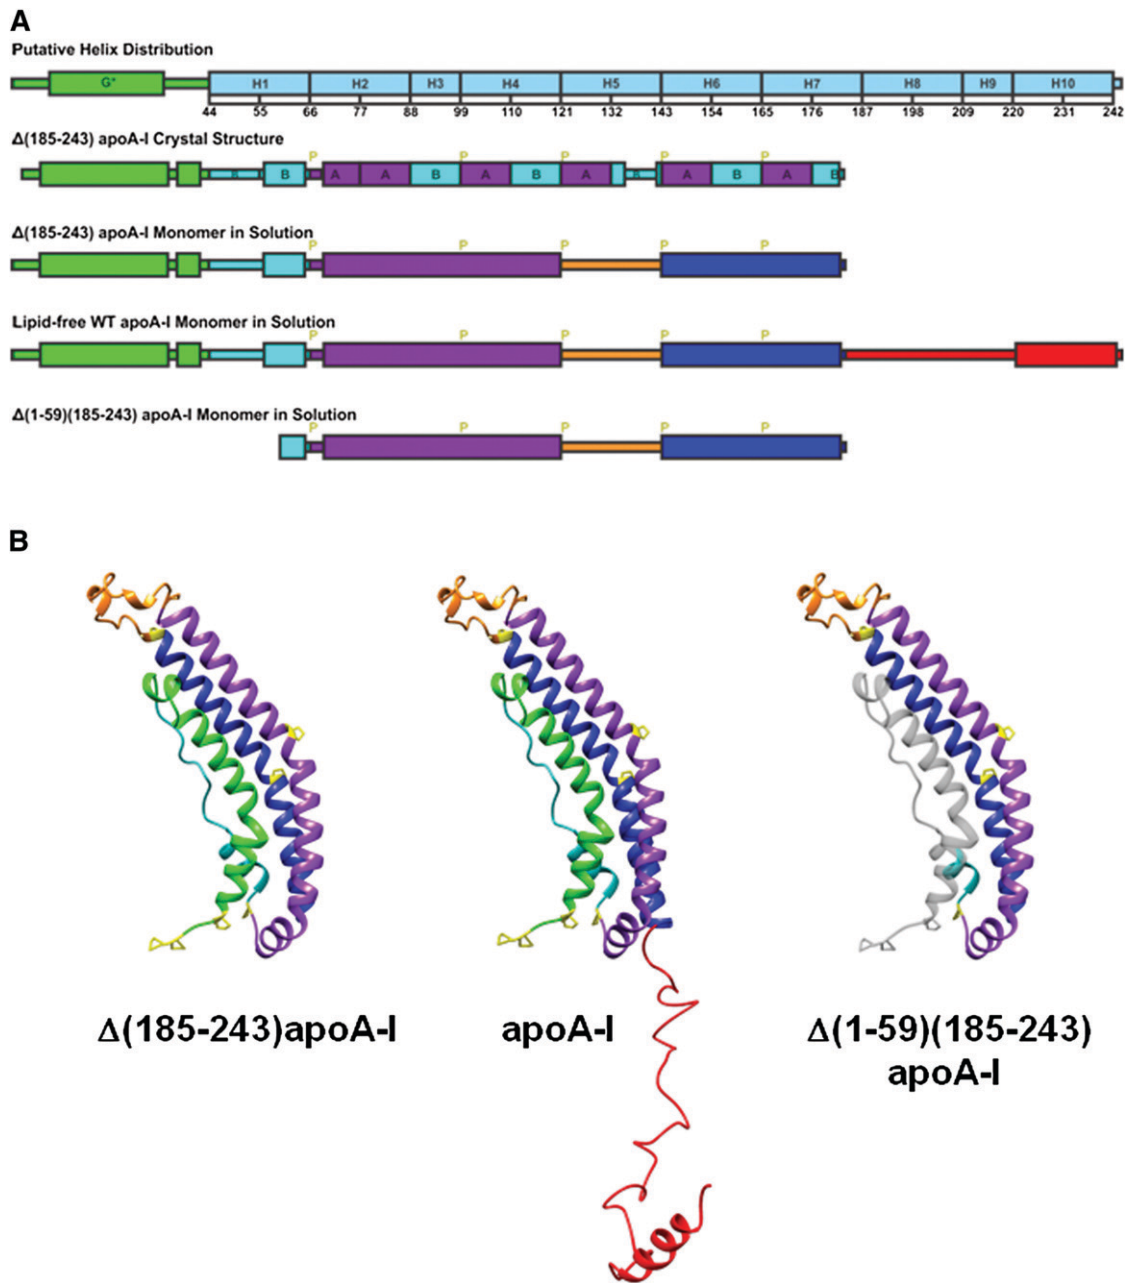 A
Putative Helix Distribution
G* H1 H2 H3 H4 H5 H6 H7 H8 H9 H10
44 55 66 77 88 99 110 121 132 143 154 165 176 187 198 209 220 231 242
Δ(185-243) apoA-I Crystal Structure
P P P P P
B A A B A B A A B A B
Δ(185-243) apoA-I Monomer in Solution
P P P P P
Lipid-free WT apoA-I Monomer in Solution
P P P P P
Δ(1-59)(185-243) apoA-I Monomer in Solution
P P P P P
B
Δ(185-243)apoA-I apoA-I Δ(1-59)(185-243)
apoA-I